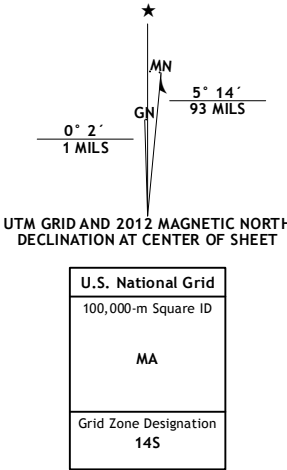 ★
MN
5° 14´
93 MILS
GN
0° 2´
1 MILS
UTM GRID AND 2012 MAGNETIC NORTH
DECLINATION AT CENTER OF SHEET
U.S. National Grid
100,000-m Square ID
MA
Grid Zone Designation
14S